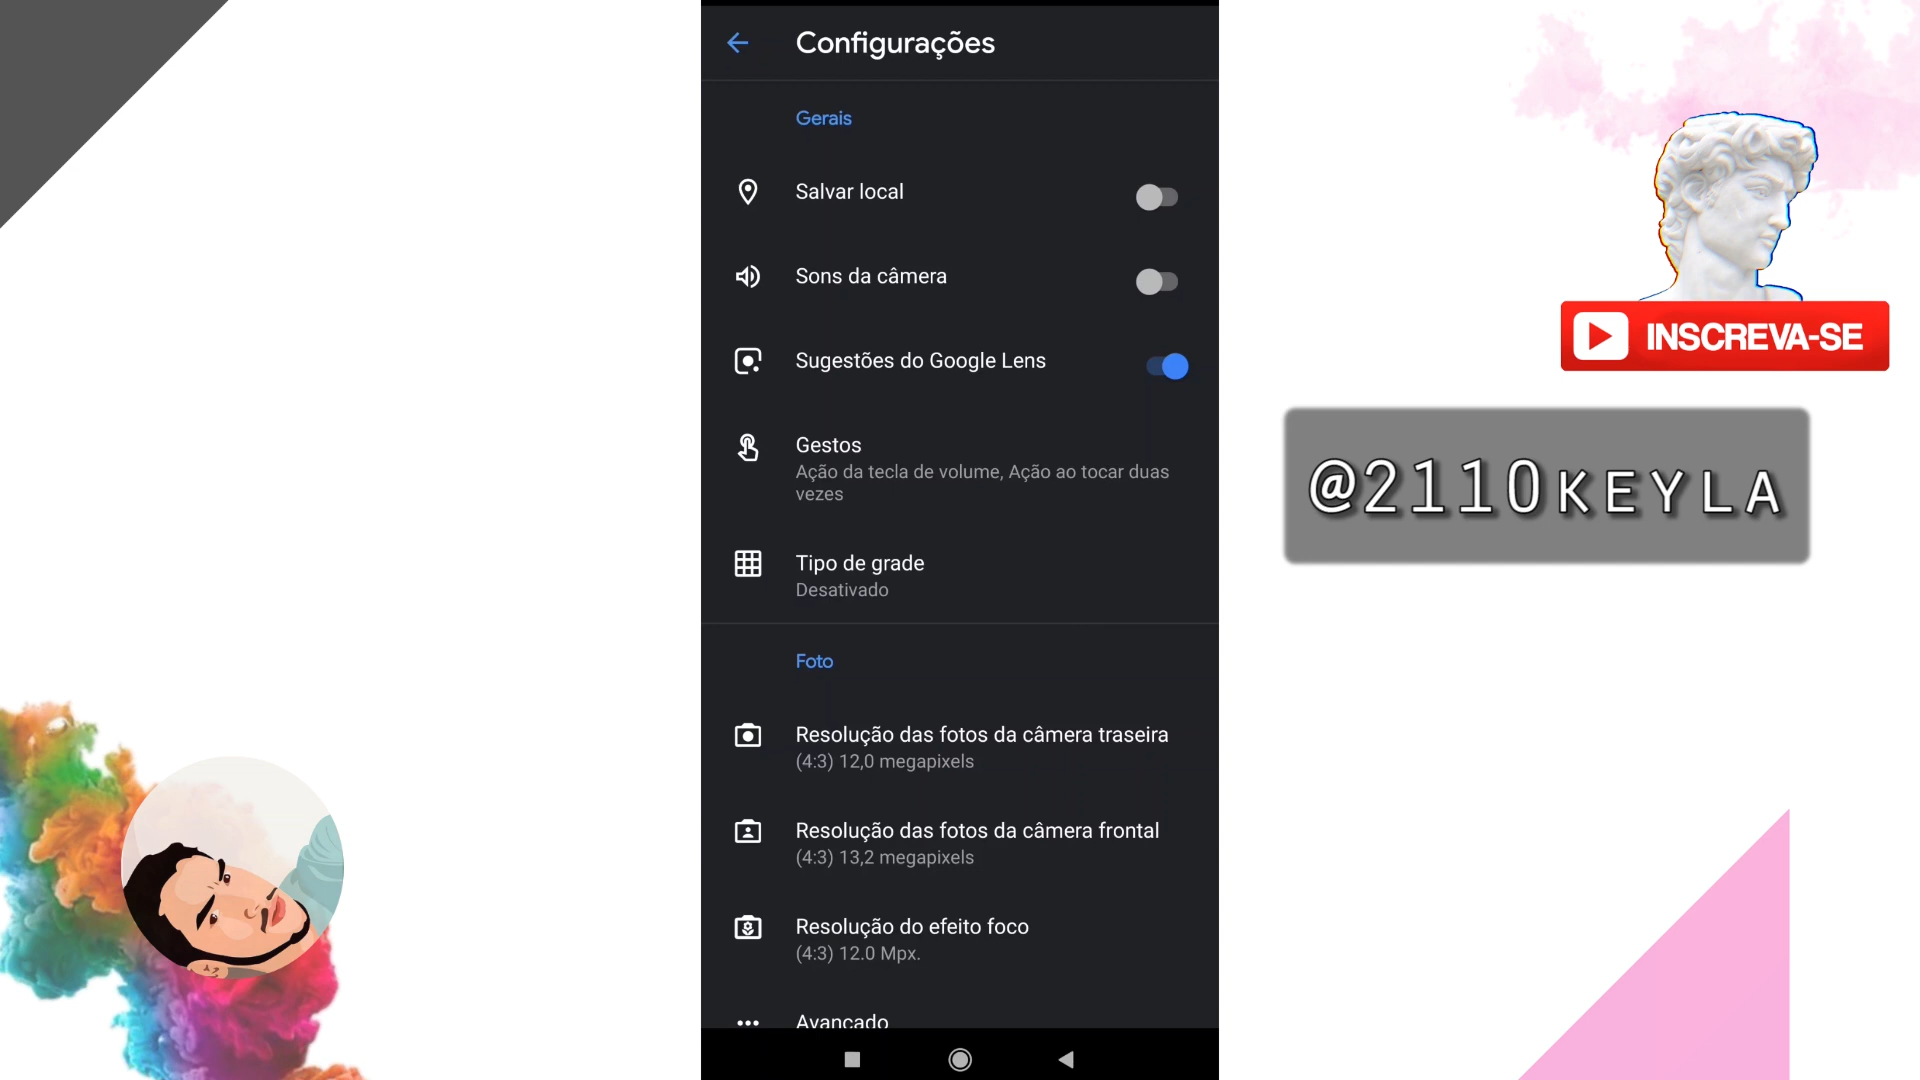 Configurações
Gerais
Salvar local
Sons da câmera
Sugestões do Google Lens
Gestos
Ação da tecla de volume, Ação ao tocar duas
vezes
Tipo de grade
Desativado
Foto
Resolução das fotos da câmera traseira
(4:3) 12,0 megapixels
Resolução das fotos da câmera frontal
(4:3) 13,2 megapixels
Resolução do efeito foco
(4:3) 12.0 Mpx.
Avançado
INSCREVA-SE
@2110KEYLA